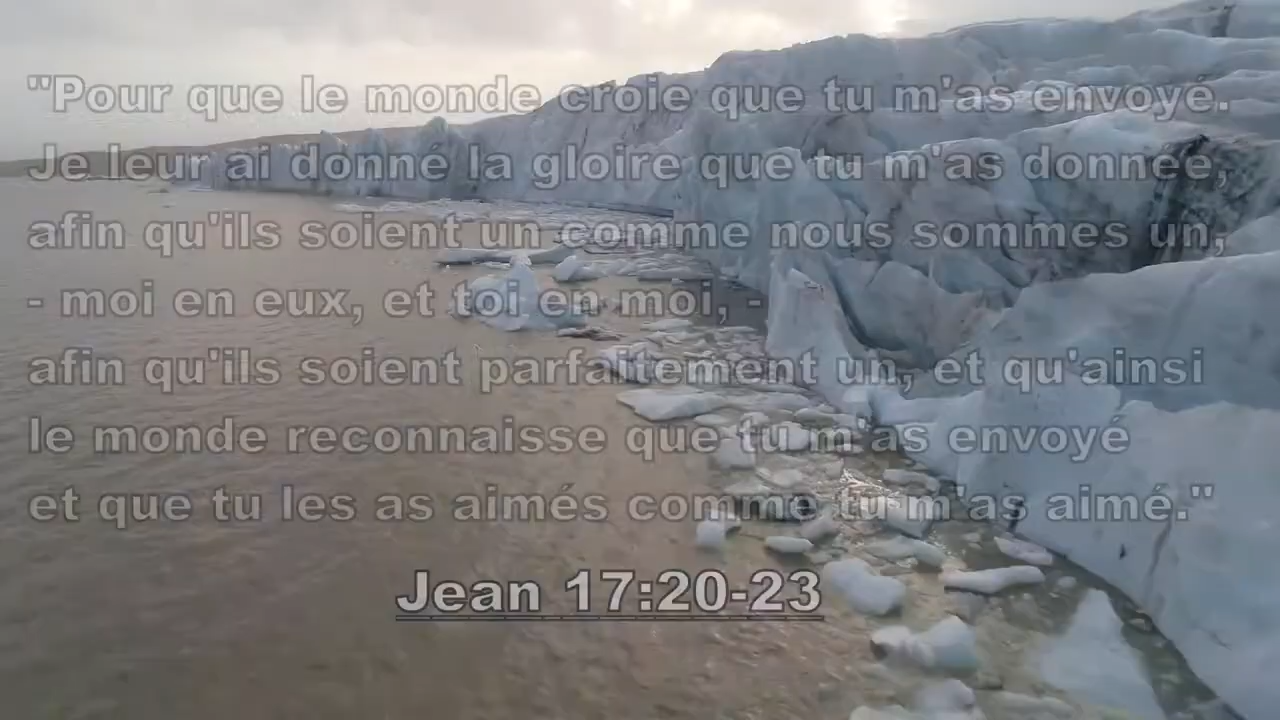 "Pour que le monde croie que tu m'as envoyé.
Je leur ai donné la gloire que tu m'as donnée,
afin qu'ils soient un comme nous sommes un,
- moi en eux, et toi en moi, -
afin qu'ils soient parfaitement un, et qu'ainsi
le monde reconnaisse que tu m'as envoyé
et que tu les as aimés comme tu m'as aimé."
Jean 17:20-23